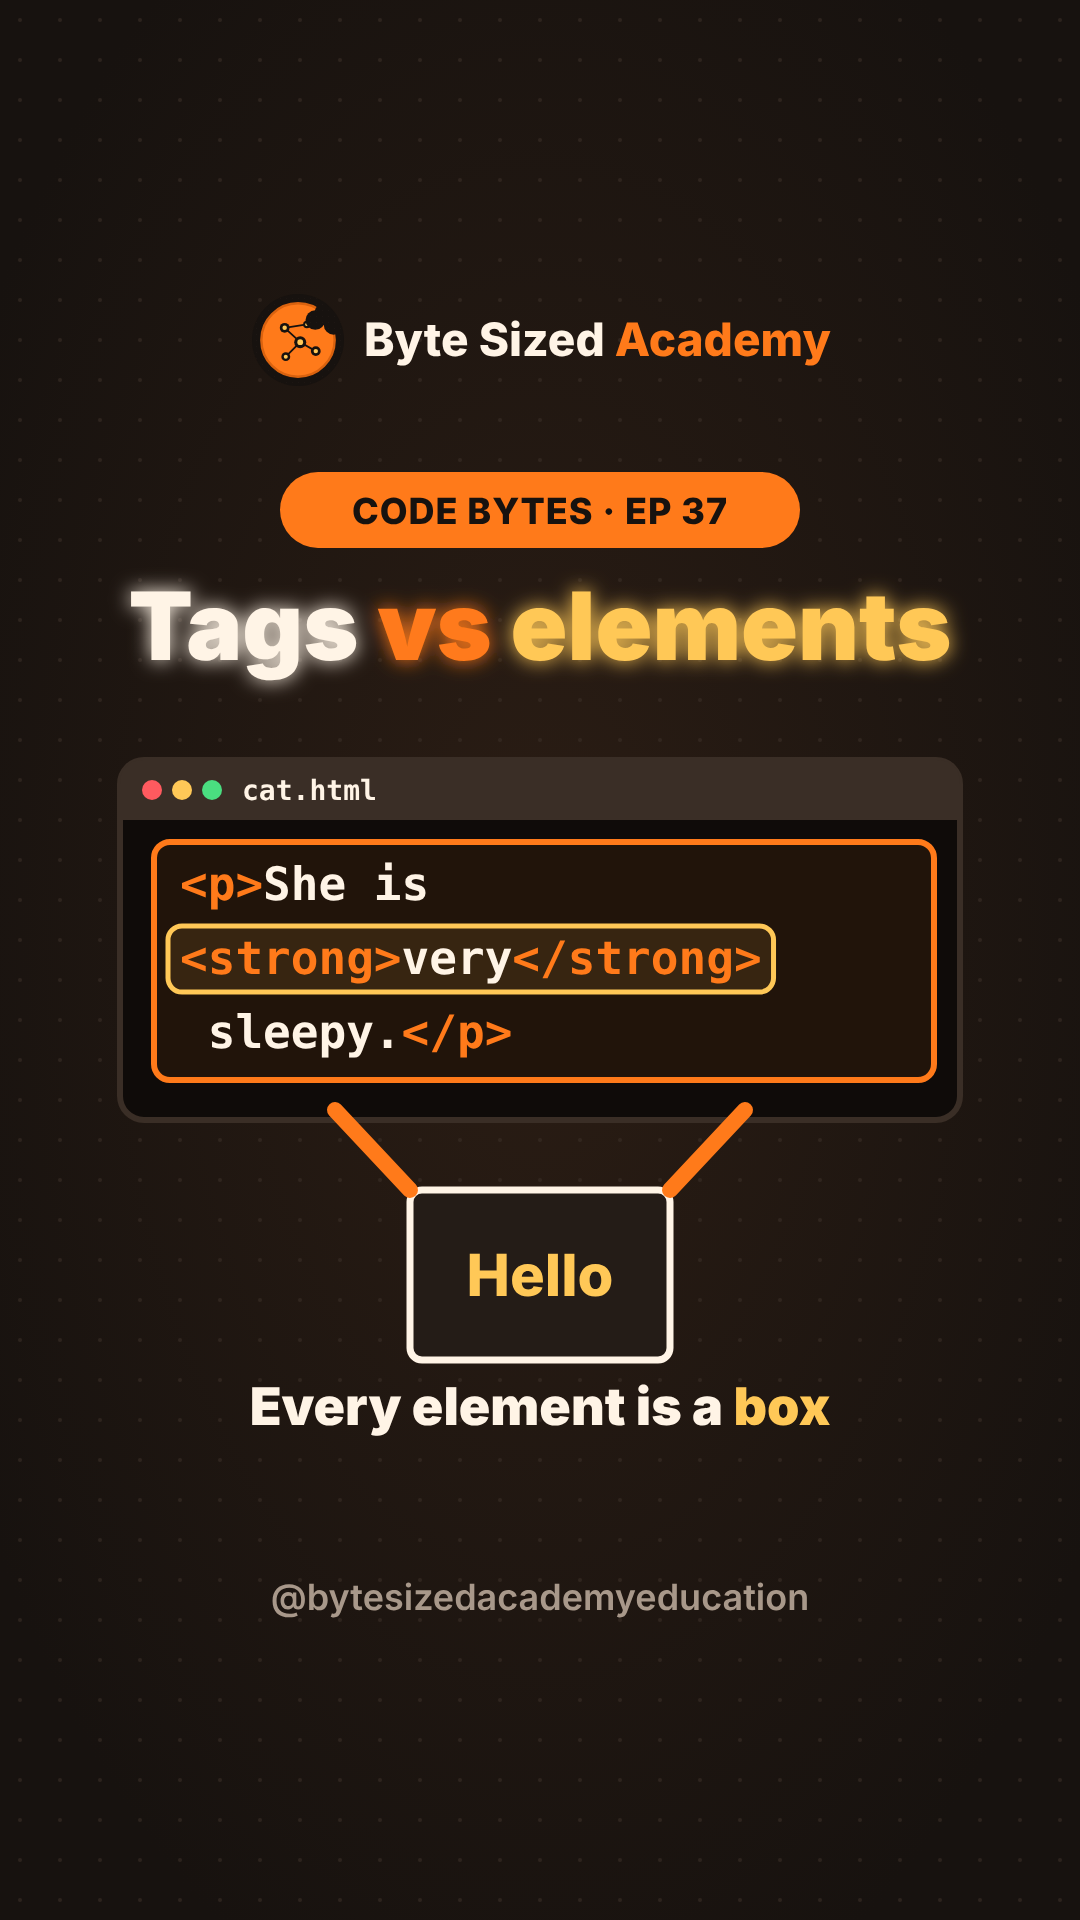 Byte Sized Academy
CODE BYTES · EP 37
Tags vs elements
cat.html
<p>She is
<strong>very</strong>
sleepy.</p>
Hello
Every element is a box
@bytesizedacademyeducation